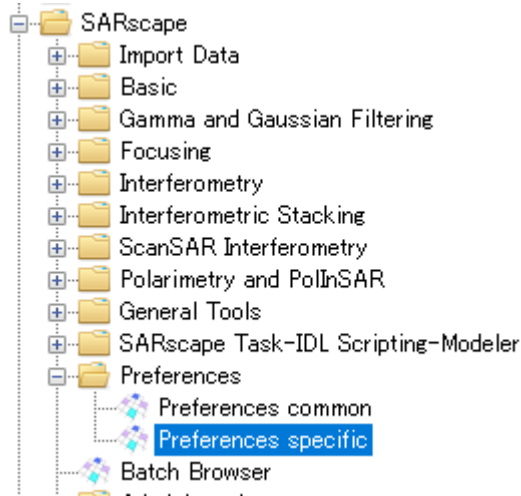 SARscape
Import Data
Basic
Gamma and Gaussian Filtering
Focusing
Interferometry
Interferometric Stacking
ScanSAR Interferometry
Polarimetry and PolInSAR
General Tools
SARscape Task-IDL Scripting-Modeler
Preferences
Preferences common
Preferences specific
Batch Browser